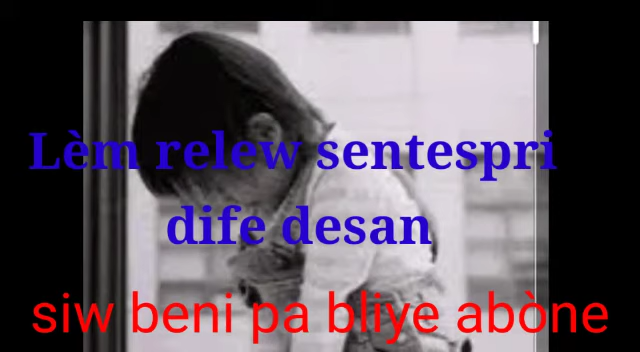 Lèm relew sentespri
dife desan
siw beni pa bliye abòne